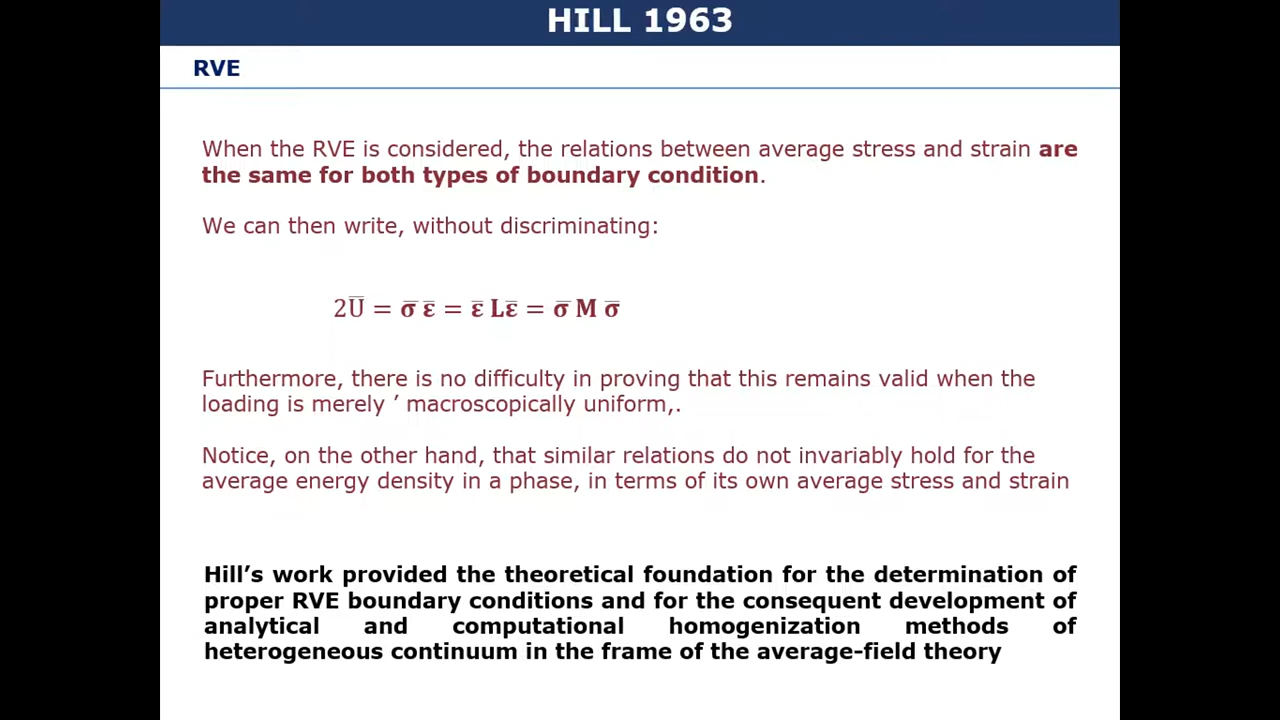 HILL 1963
RVE
When the RVE is considered, the relations between average stress and strain are
the same for both types of boundary condition.
We can then write, without discriminating:
2U̅ = σ̅ ε̅ = ε̅ Lε̅ = σ̅ M σ̅
Furthermore, there is no difficulty in proving that this remains valid when the
loading is merely ’ macroscopically uniform,.
Notice, on the other hand, that similar relations do not invariably hold for the
average energy density in a phase, in terms of its own average stress and strain
Hill’s work provided the theoretical foundation for the determination of
proper RVE boundary conditions and for the consequent development of
analytical and computational homogenization methods of
heterogeneous continuum in the frame of the average-field theory